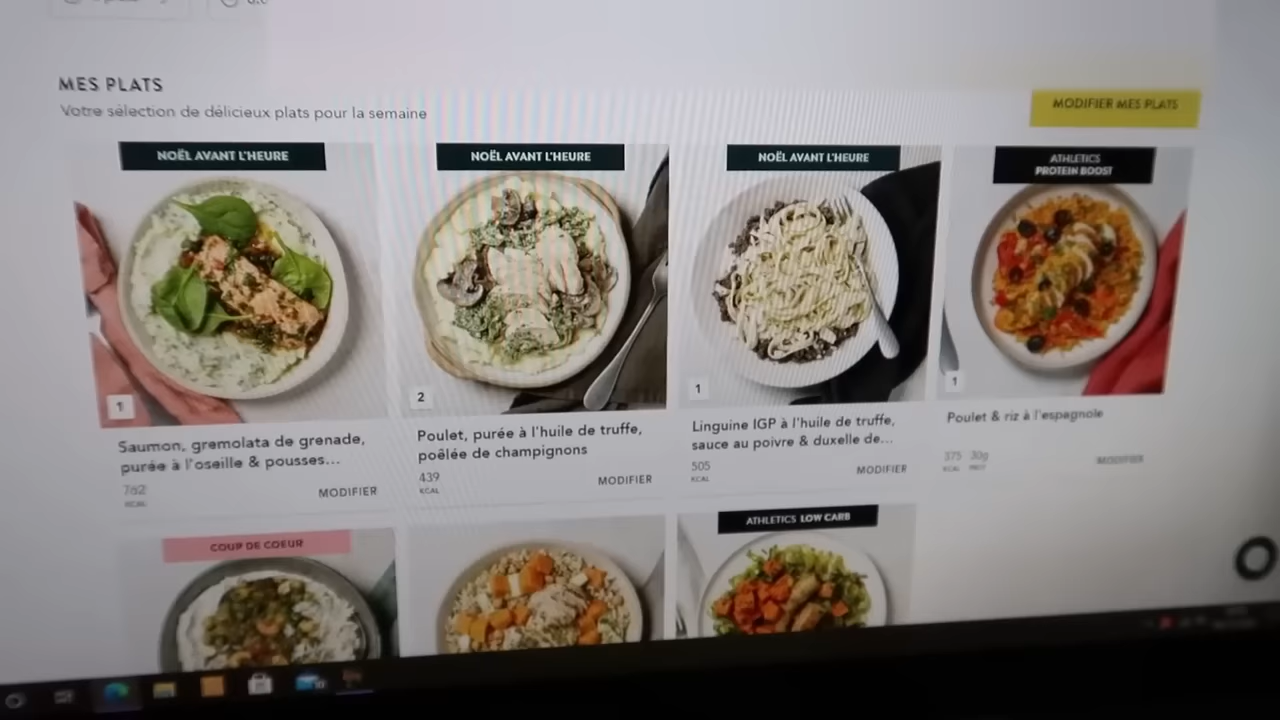 MES PLATS
Votre sélection de délicieux plats pour la semaine
MODIFIER MES PLATS
NOËL AVANT L'HEURE
NOËL AVANT L'HEURE
NOËL AVANT L'HEURE
ATHLETICS
PROTEIN BOOST
1
2
1
1
Saumon, gremolata de grenade,
purée à l'oseille & pousses...
762
KCAL
MODIFIER
Poulet, purée à l'huile de truffe,
poêlée de champignons
439
KCAL
MODIFIER
Linguine IGP à l'huile de truffe,
sauce au poivre & duxelle de...
505
KCAL
MODIFIER
Poulet & riz à l'espagnole
375 30g
KCAL
MODIFIER
COUP DE COEUR
ATHLETICS LOW CARB